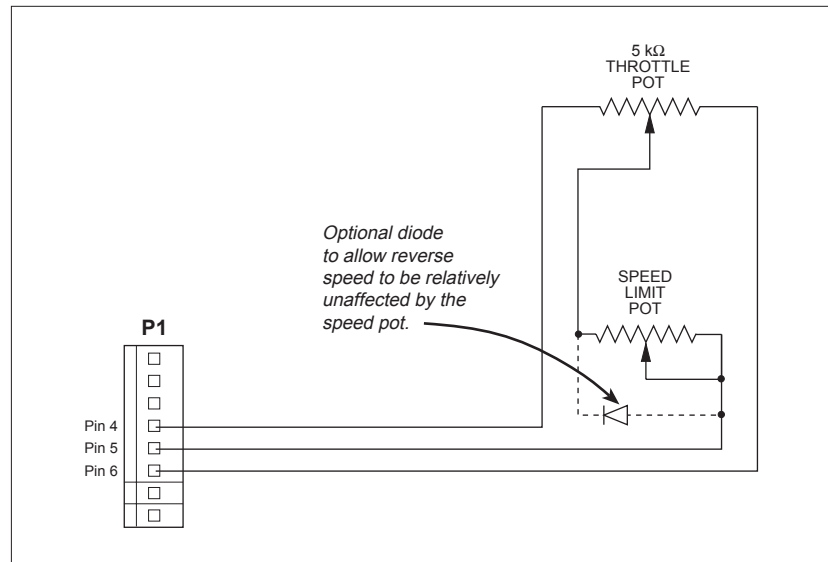 5 kΩ
THROTTLE
POT
Optional diode
to allow reverse
speed to be relatively
unaffected by the
speed pot.
SPEED
LIMIT
POT
P1
Pin 4
Pin 5
Pin 6